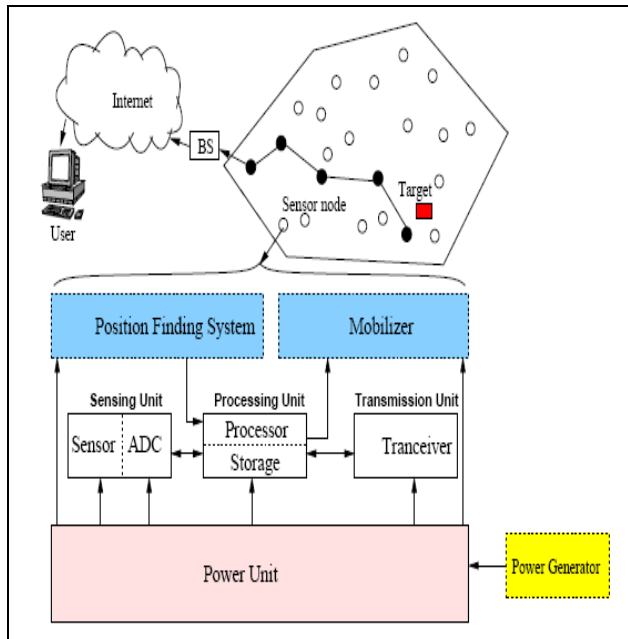 Internet
BS
User
Sensor node
Target
Position Finding System
Mobilizer
Sensing Unit
Processing Unit
Transmission Unit
Sensor
ADC
Processor
Storage
Tranceiver
Power Unit
Power Generator